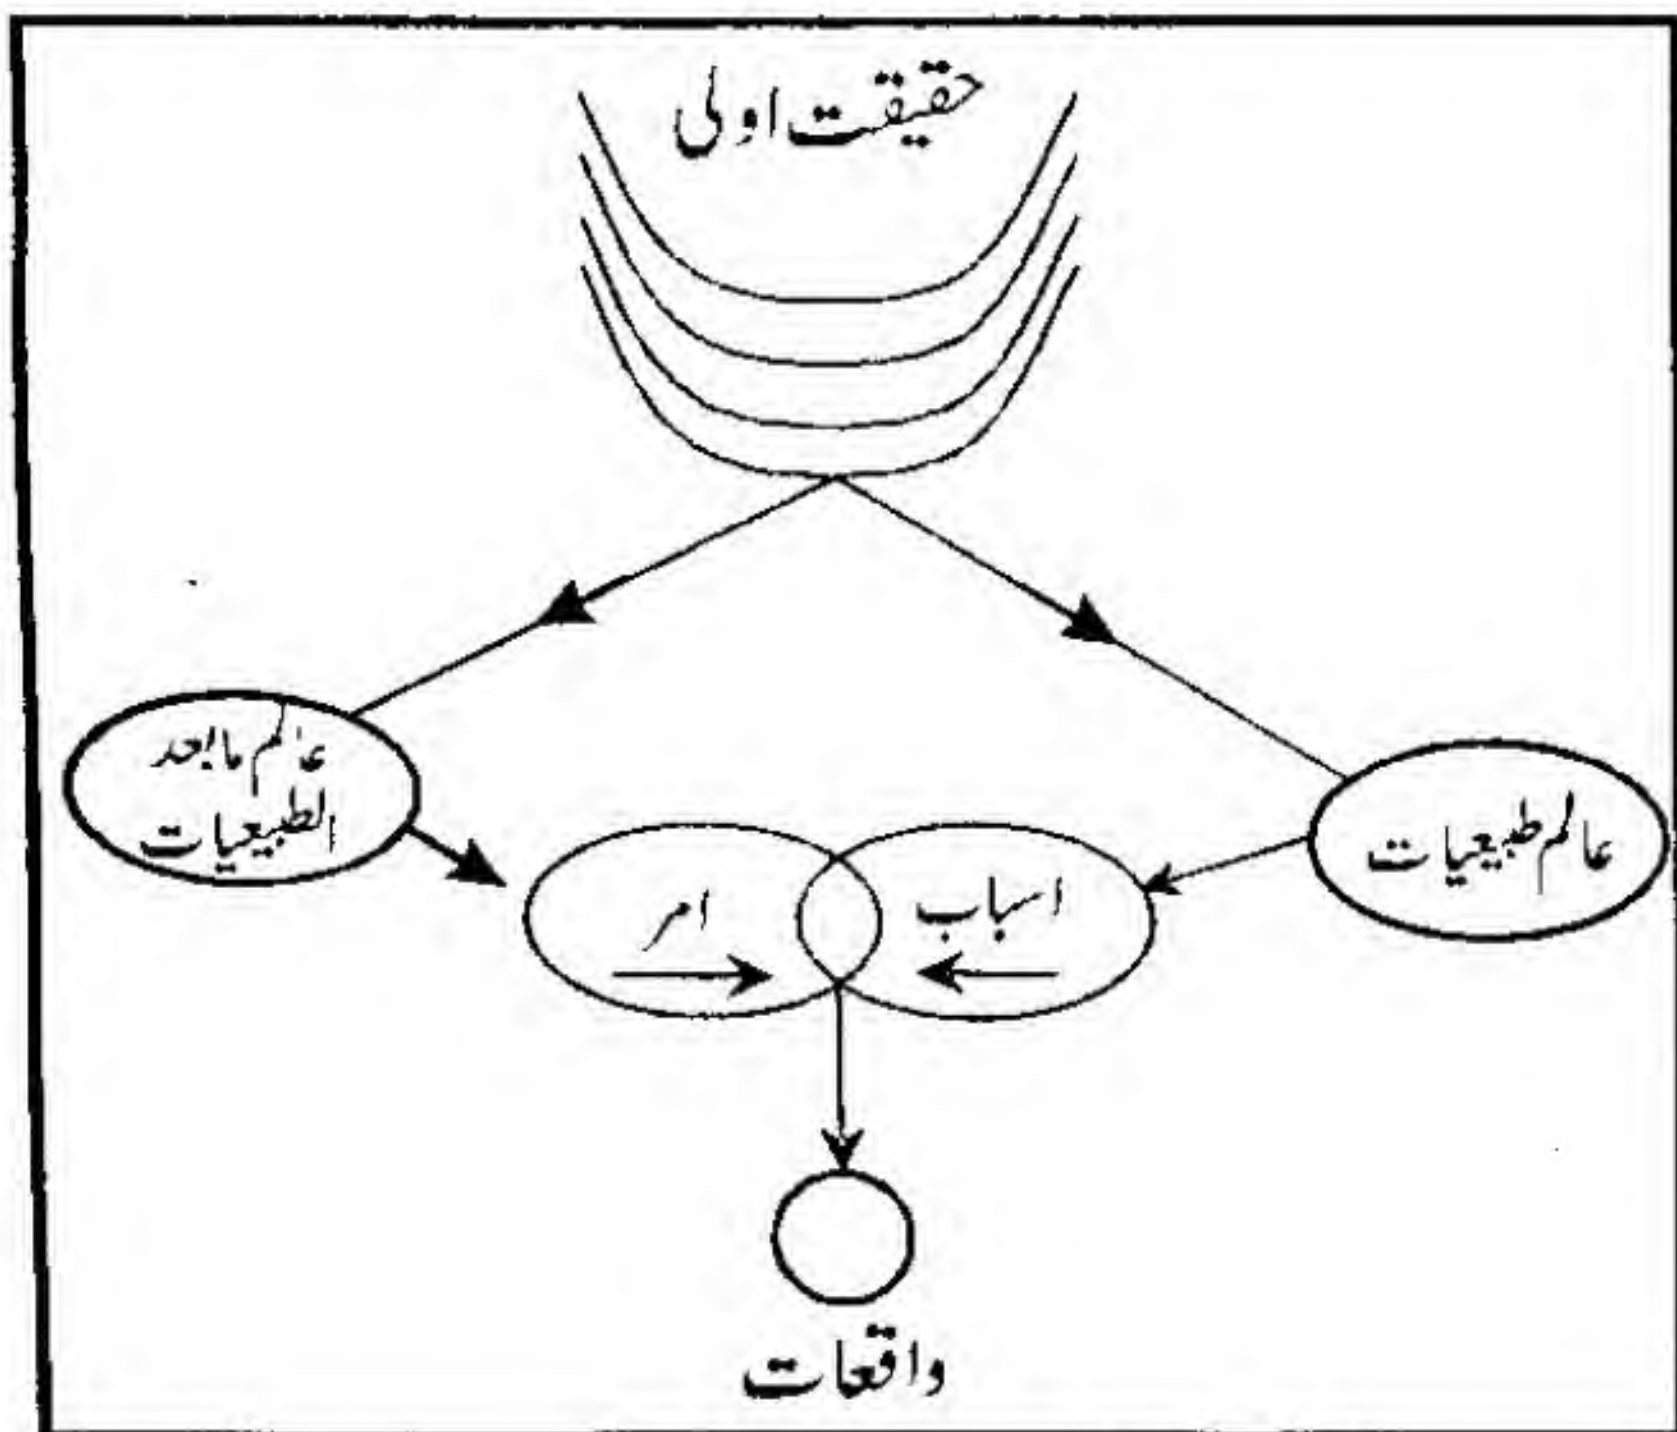 حقیقت اولی
عالم مابعد
الطبیعیات
عالم طبیعیات
امر
اسباب
واقعات